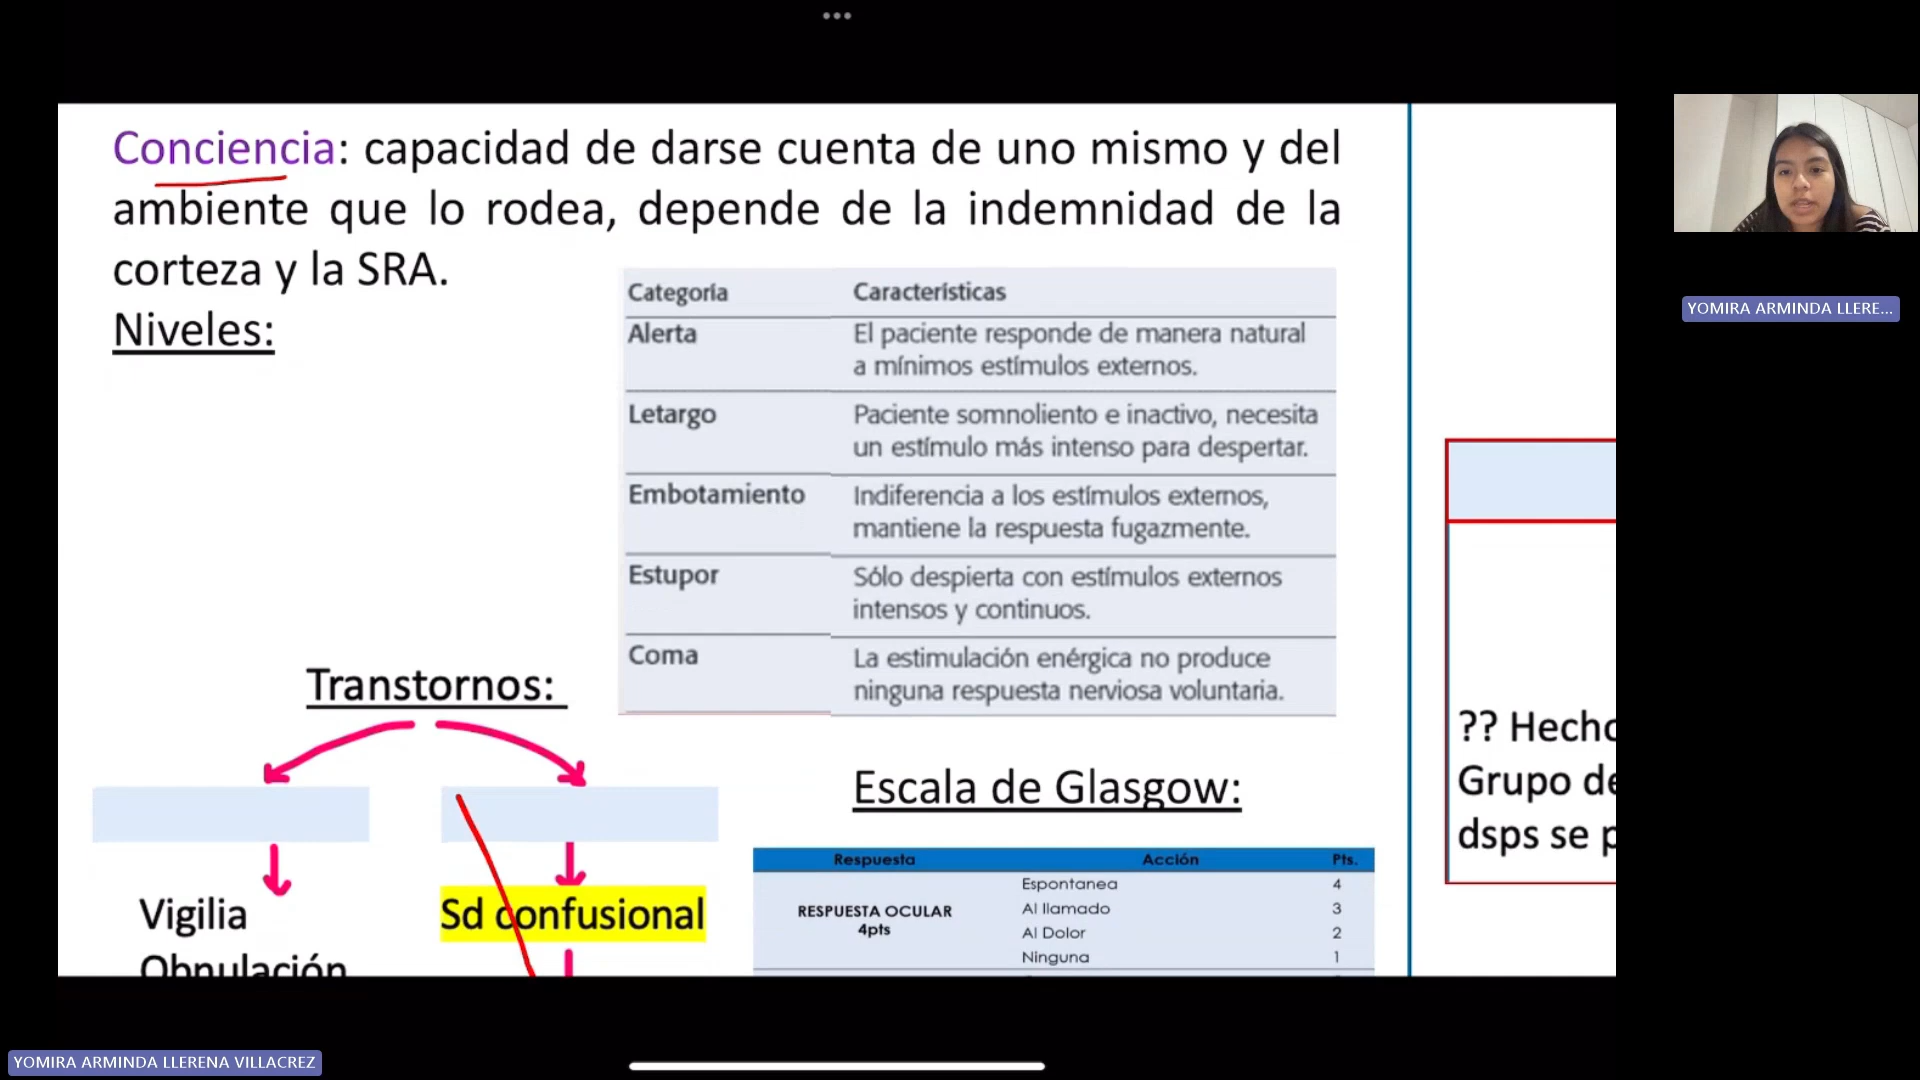 Conciencia: capacidad de darse cuenta de uno mismo y del
ambiente que lo rodea, depende de la indemnidad de la
corteza y la SRA.
Niveles:
Categoría Características
Alerta El paciente responde de manera natural
a mínimos estímulos externos.
Letargo Paciente somnoliento e inactivo, necesita
un estímulo más intenso para despertar.
Embotamiento Indiferencia a los estímulos externos,
mantiene la respuesta fugazmente.
Estupor Sólo despierta con estímulos externos
intensos y continuos.
Coma La estimulación enérgica no produce
ninguna respuesta nerviosa voluntaria.
Transtornos:
Vigilia
Obnulación
Sd confusional
Escala de Glasgow:
Respuesta Acción Pts.
RESPUESTA OCULAR
4pts
Espontanea 4
Al llamado 3
Al Dolor 2
Ninguna 1
?? Hecho
Grupo de
dsps se p
YOMIRA ARMINDA LLERE...
YOMIRA ARMINDA LLERENA VILLACREZ